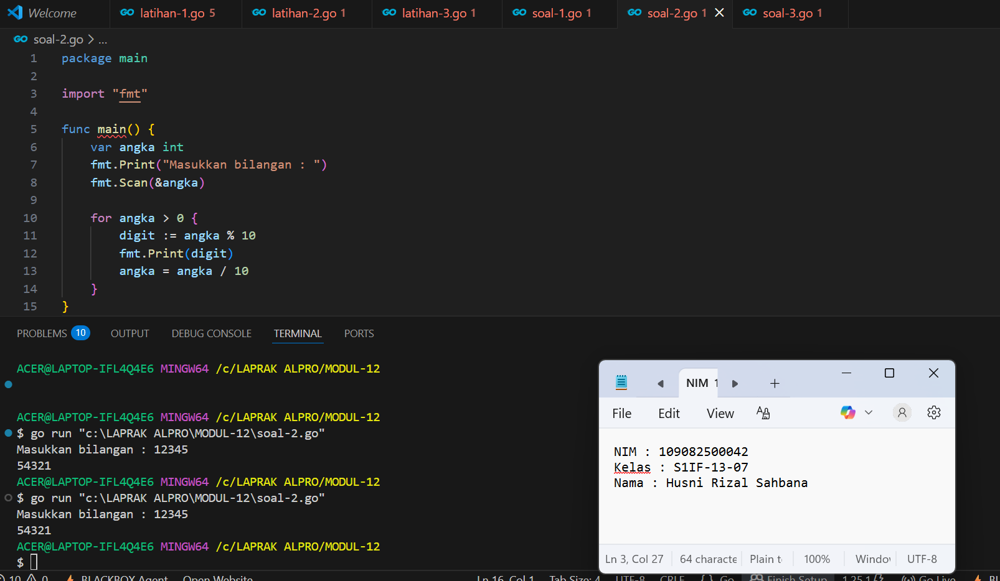 Welcome
latihan-1.go 5
latihan-2.go 1
latihan-3.go 1
soal-1.go 1
soal-2.go 1
soal-3.go 1
soal-2.go > ...
1 package main
2
3 import "fmt"
4
5 func main() {
6 var angka int
7 fmt.Print("Masukkan bilangan : ")
8 fmt.Scan(&angka)
9
10 for angka > 0 {
11 digit := angka % 10
12 fmt.Print(digit)
13 angka = angka / 10
14 }
15 }
PROBLEMS 10 OUTPUT DEBUG CONSOLE TERMINAL PORTS
ACER@LAPTOP-IFL4Q4E6 MINGW64 /c/LAPRAK ALPRO/MODUL-12
ACER@LAPTOP-IFL4Q4E6 MINGW64 /c/LAPRAK ALPRO/MODUL-12
$ go run "c:\LAPRAK ALPRO\MODUL-12\soal-2.go"
Masukkan bilangan : 12345
54321
ACER@LAPTOP-IFL4Q4E6 MINGW64 /c/LAPRAK ALPRO/MODUL-12
$ go run "c:\LAPRAK ALPRO\MODUL-12\soal-2.go"
Masukkan bilangan : 12345
54321
ACER@LAPTOP-IFL4Q4E6 MINGW64 /c/LAPRAK ALPRO/MODUL-12
$
NIM 1
File Edit View
NIM : 109082500042
Kelas : S1IF-13-07
Nama : Husni Rizal Sahbana
Ln 3, Col 27 64 characte Plain t 100% Windo UTF-8
10 0 BLACKBOX Agent Open Website Ln 16, Col 1 Tab Size: 4 UTF-8 CRLF {} Go Finish Setup 1.25.1 Go Live